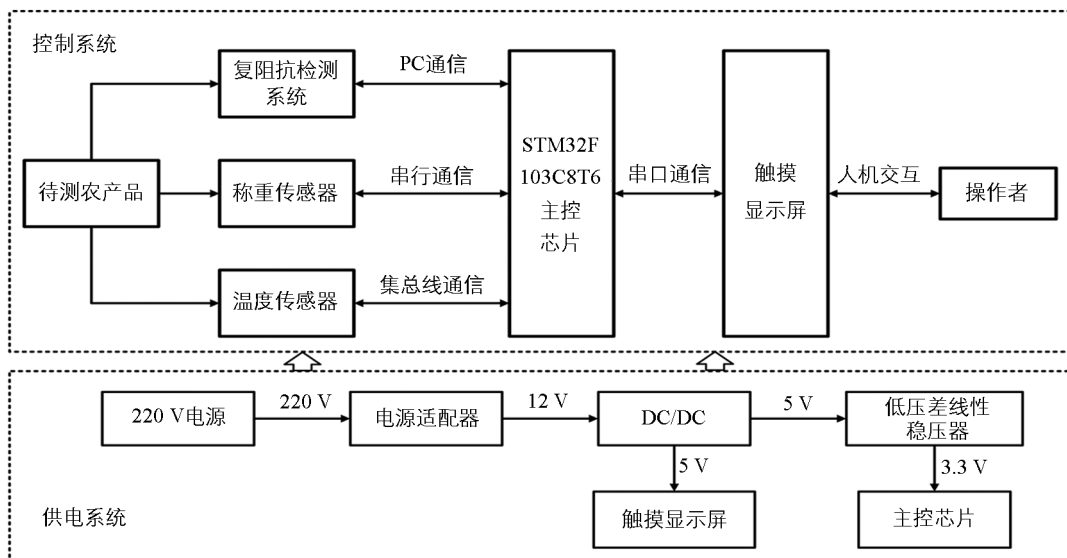 控制系统
复阻抗检测
系统
PC通信
待测农产品
称重传感器
串行通信
STM32F
103C8T6
主控
芯片
串口通信
触摸
显示屏
人机交互
操作者
温度传感器
集总线通信
220 V电源
220 V
电源适配器
12 V
DC/DC
5 V
低压差线性
稳压器
5 V
3.3 V
供电系统
触摸显示屏
主控芯片